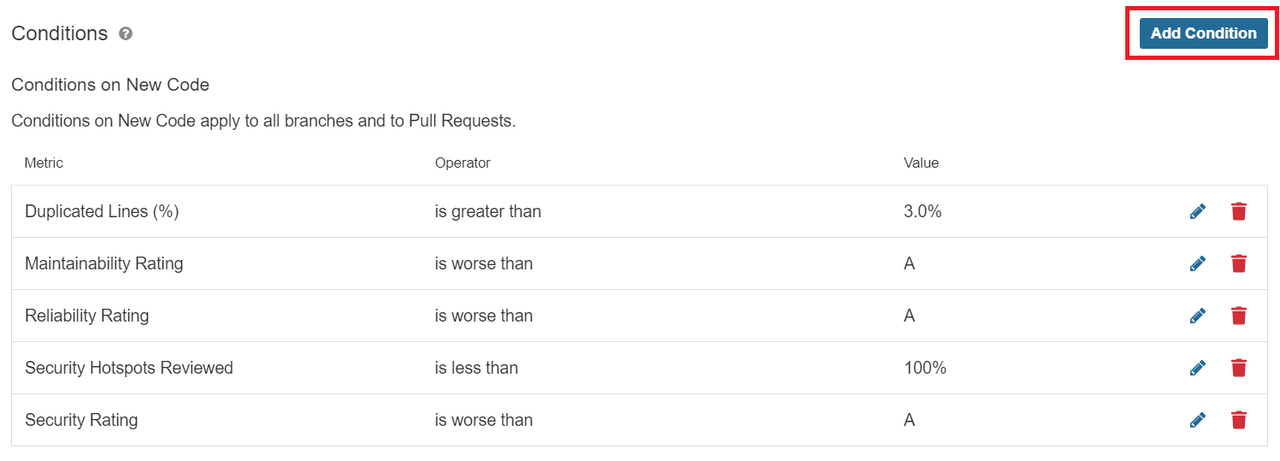 Conditions ?
Add Condition
Conditions on New Code
Conditions on New Code apply to all branches and to Pull Requests.
Metric Operator Value
Duplicated Lines (%) is greater than 3.0%
Maintainability Rating is worse than A
Reliability Rating is worse than A
Security Hotspots Reviewed is less than 100%
Security Rating is worse than A